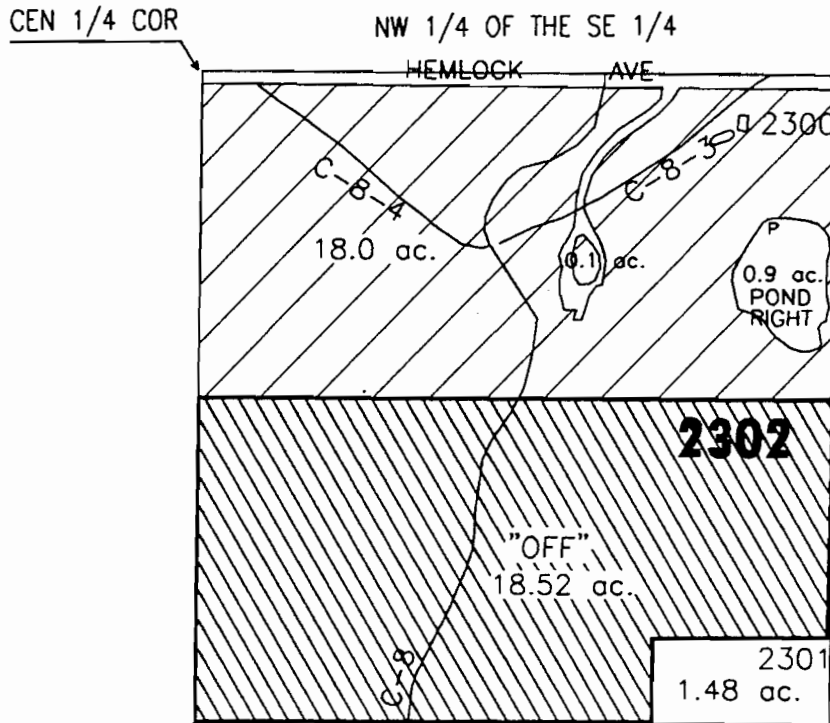 CEN 1/4 COR
NW 1/4 OF THE SE 1/4
HEMLOCK AVE
2300
C-8-4
C-8-3
18.0 ac.
0.1 ac.
P
0.9 ac.
POND
RIGHT
2302
"OFF"
18.52 ac.
C-8
2301
1.48 ac.